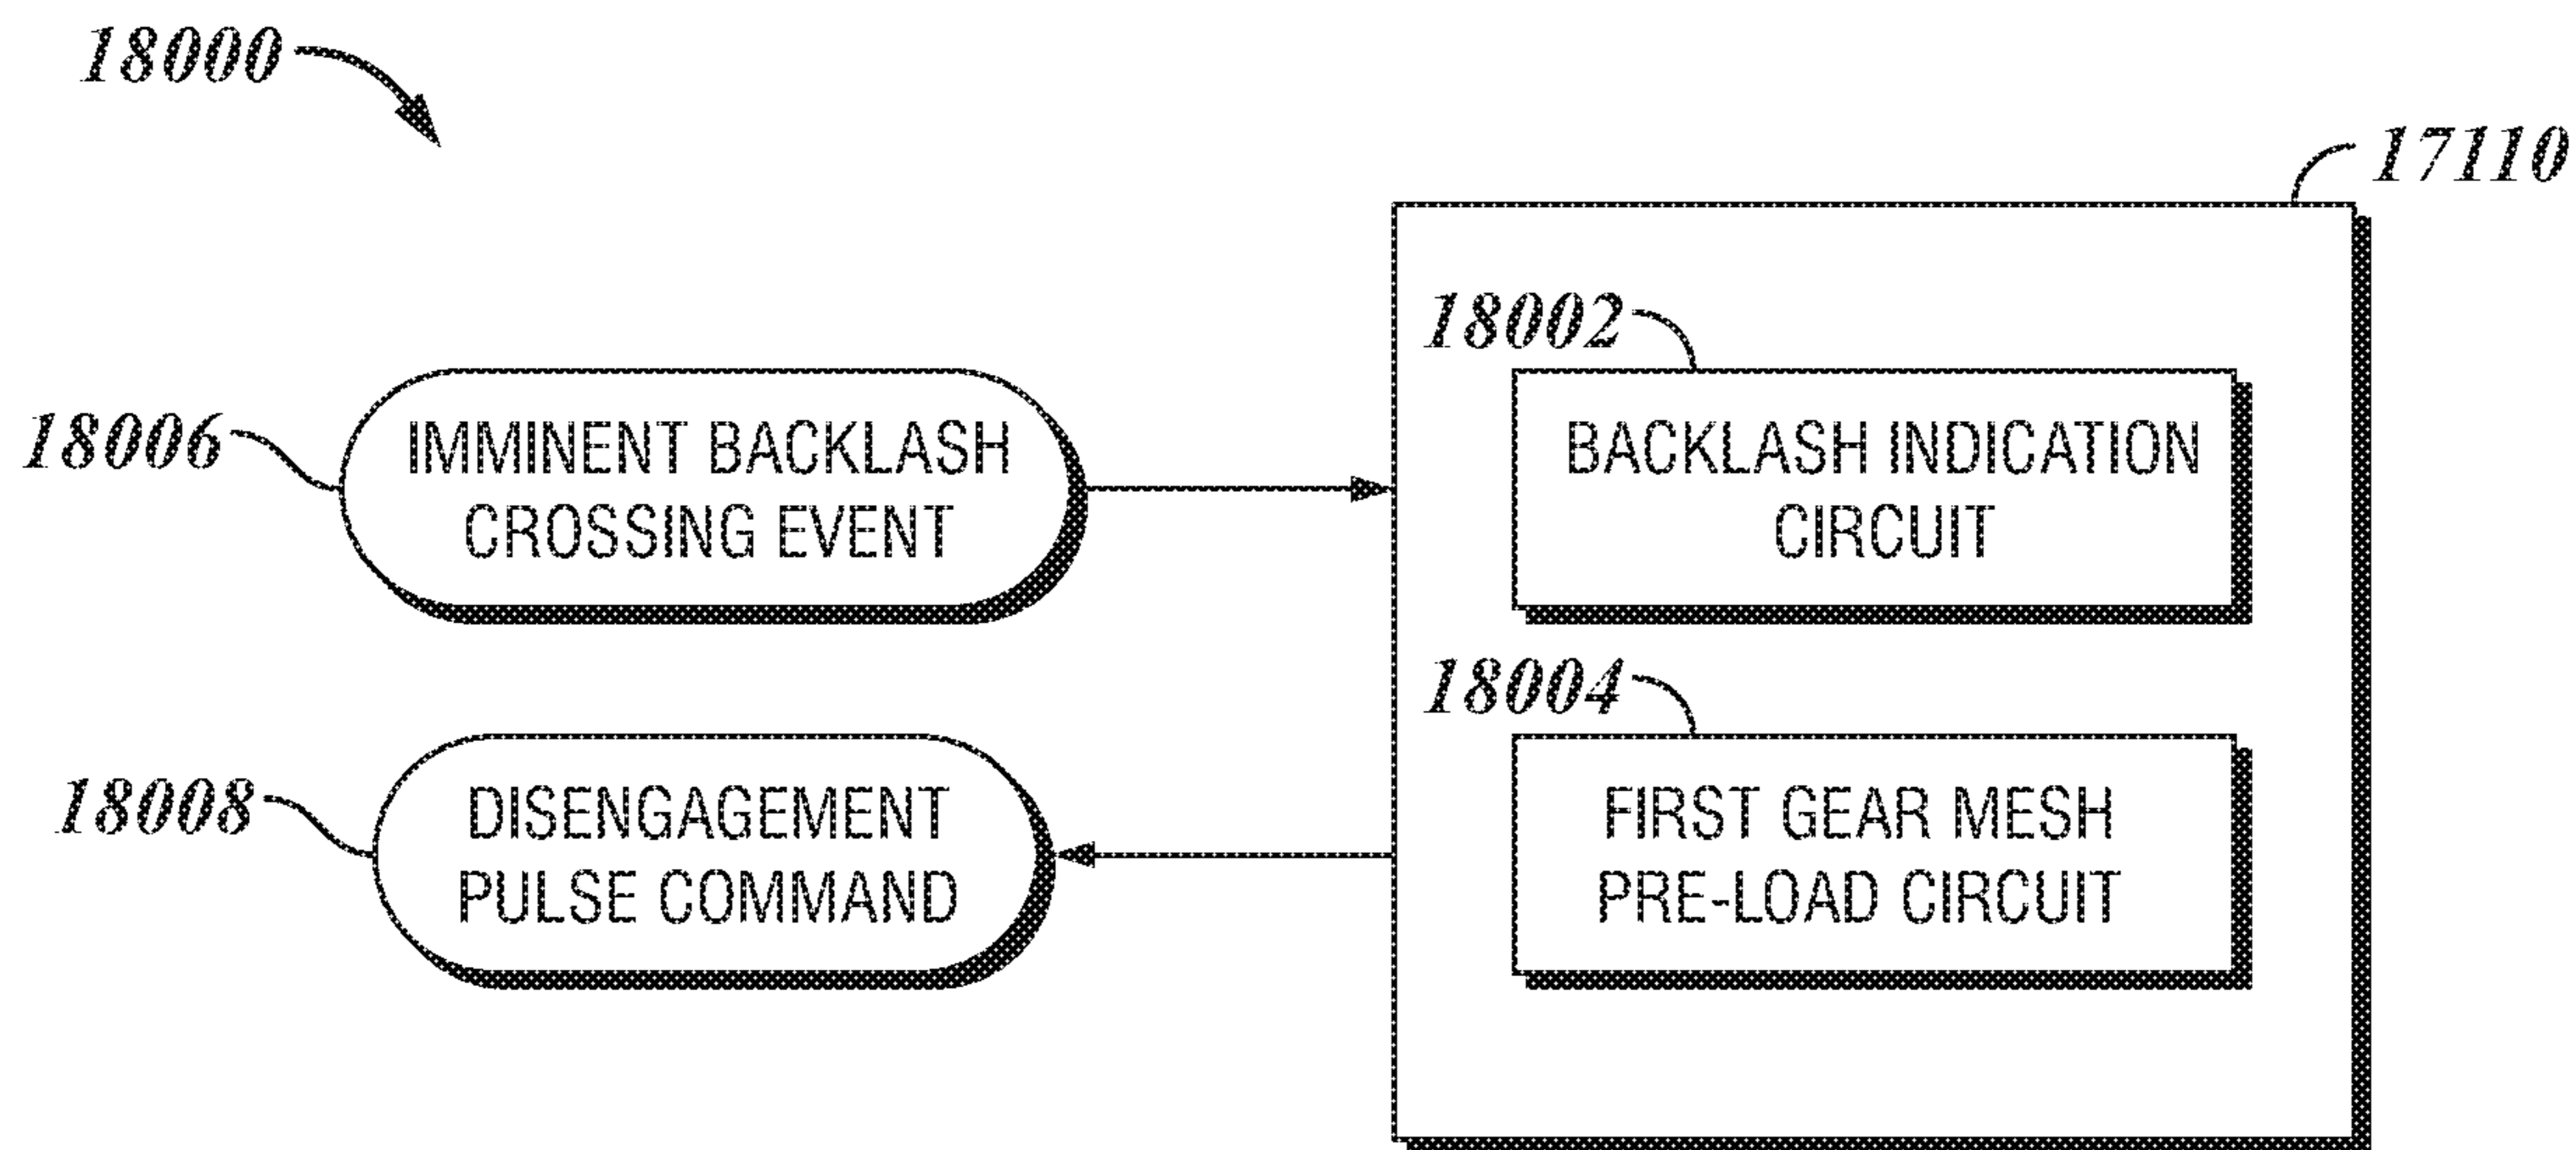 18000
17110
18002
18006
IMMINENT BACKLASH
CROSSING EVENT
BACKLASH INDICATION
CIRCUIT
18004
18008
DISENGAGEMENT
PULSE COMMAND
FIRST GEAR MESH
PRE-LOAD CIRCUIT